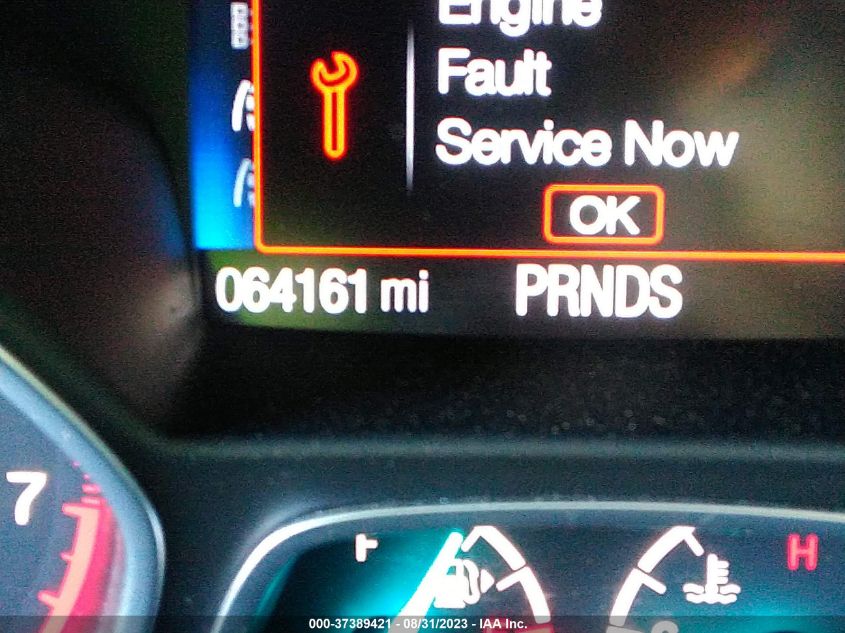 Engine
Fault
Service Now
OK
064161 mi PRNDS
7
H
000-37389421 - 08/31/2023 - IAA Inc.